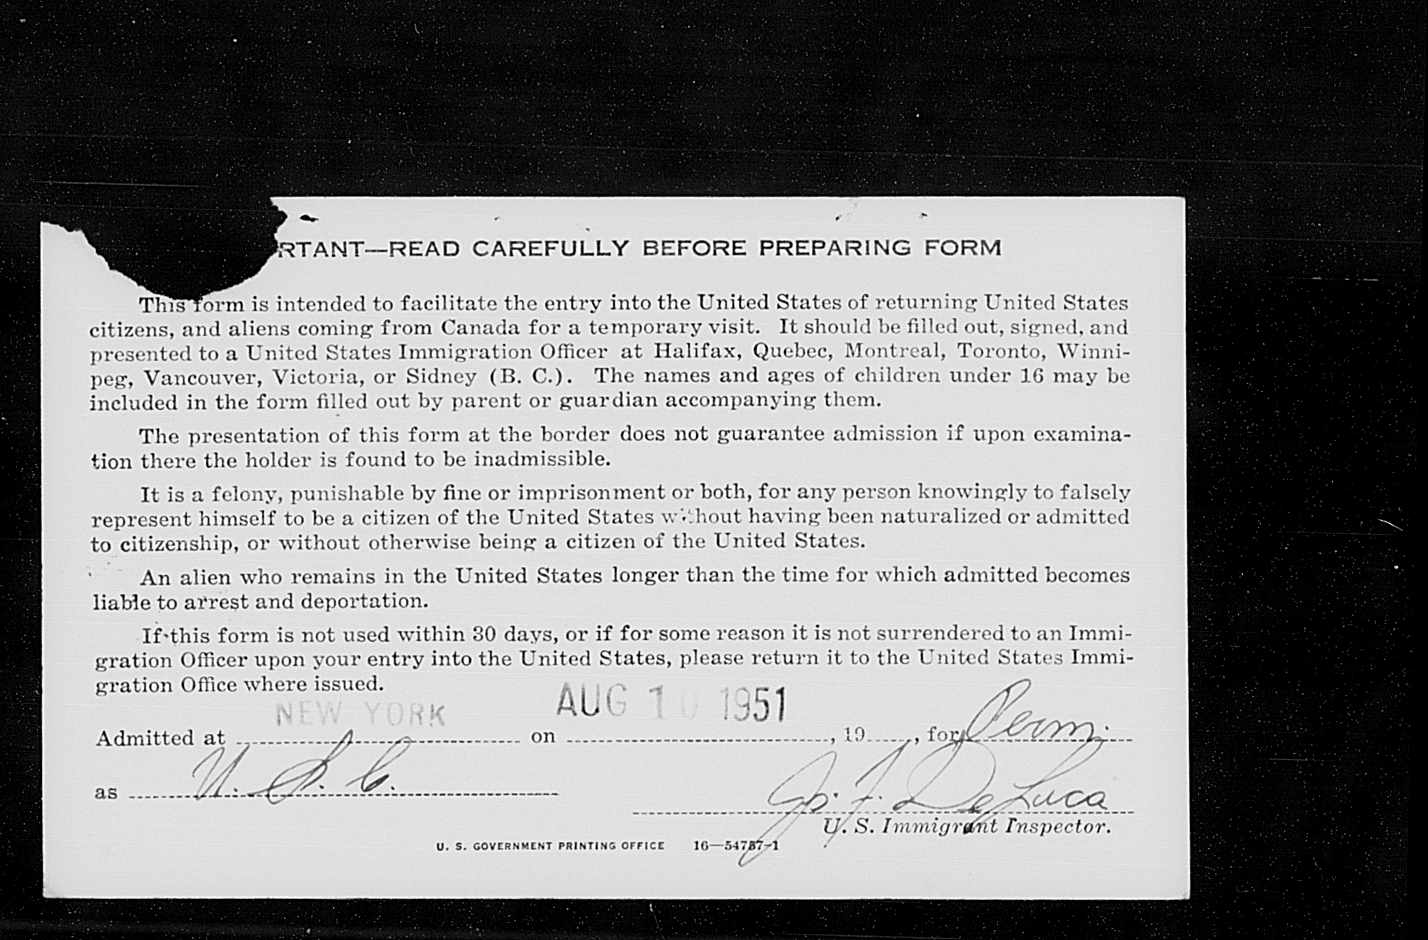 RTANT—READ CAREFULLY BEFORE PREPARING FORM
This form is intended to facilitate the entry into the United States of returning United States
citizens, and aliens coming from Canada for a temporary visit. It should be filled out, signed, and
presented to a United States Immigration Officer at Halifax, Quebec, Montreal, Toronto, Winni-
peg, Vancouver, Victoria, or Sidney (B. C.). The names and ages of children under 16 may be
included in the form filled out by parent or guardian accompanying them.
The presentation of this form at the border does not guarantee admission if upon examina-
tion there the holder is found to be inadmissible.
It is a felony, punishable by fine or imprisonment or both, for any person knowingly to falsely
represent himself to be a citizen of the United States without having been naturalized or admitted
to citizenship, or without otherwise being a citizen of the United States.
An alien who remains in the United States longer than the time for which admitted becomes
liable to arrest and deportation.
If this form is not used within 30 days, or if for some reason it is not surrendered to an Immi-
gration Officer upon your entry into the United States, please return it to the United States Immi-
gration Office where issued.
NEW YORK AUG 10 1951
Admitted at on , 19 , for Perm.
as U. S. C.
Jos. F. De Luca
U. S. Immigrant Inspector.
U. S. GOVERNMENT PRINTING OFFICE 16—54787-1